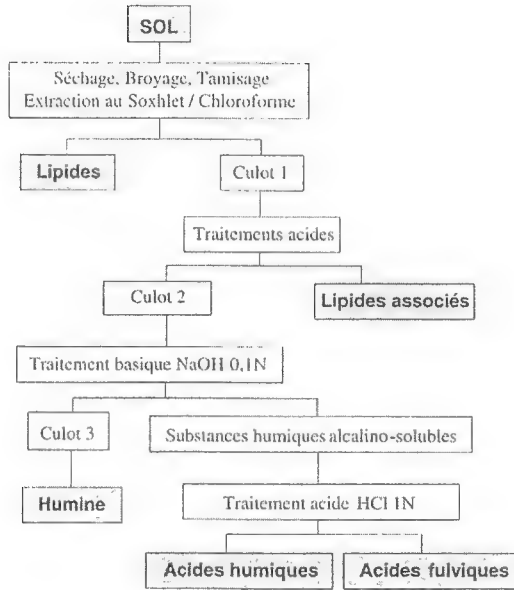 SOL
Séchage, Broyage, Tamisage
Extraction au Soxhlet / Chloroforme
Lipides
Culot 1
Traitements acides
Culot 2
Lipides associés
Traitement basique NaOH 0,1N
Culot 3
Substances humiques alcalino-solubles
Humine
Traitement acide HCl 1N
Acides humiques
Acides fulviques